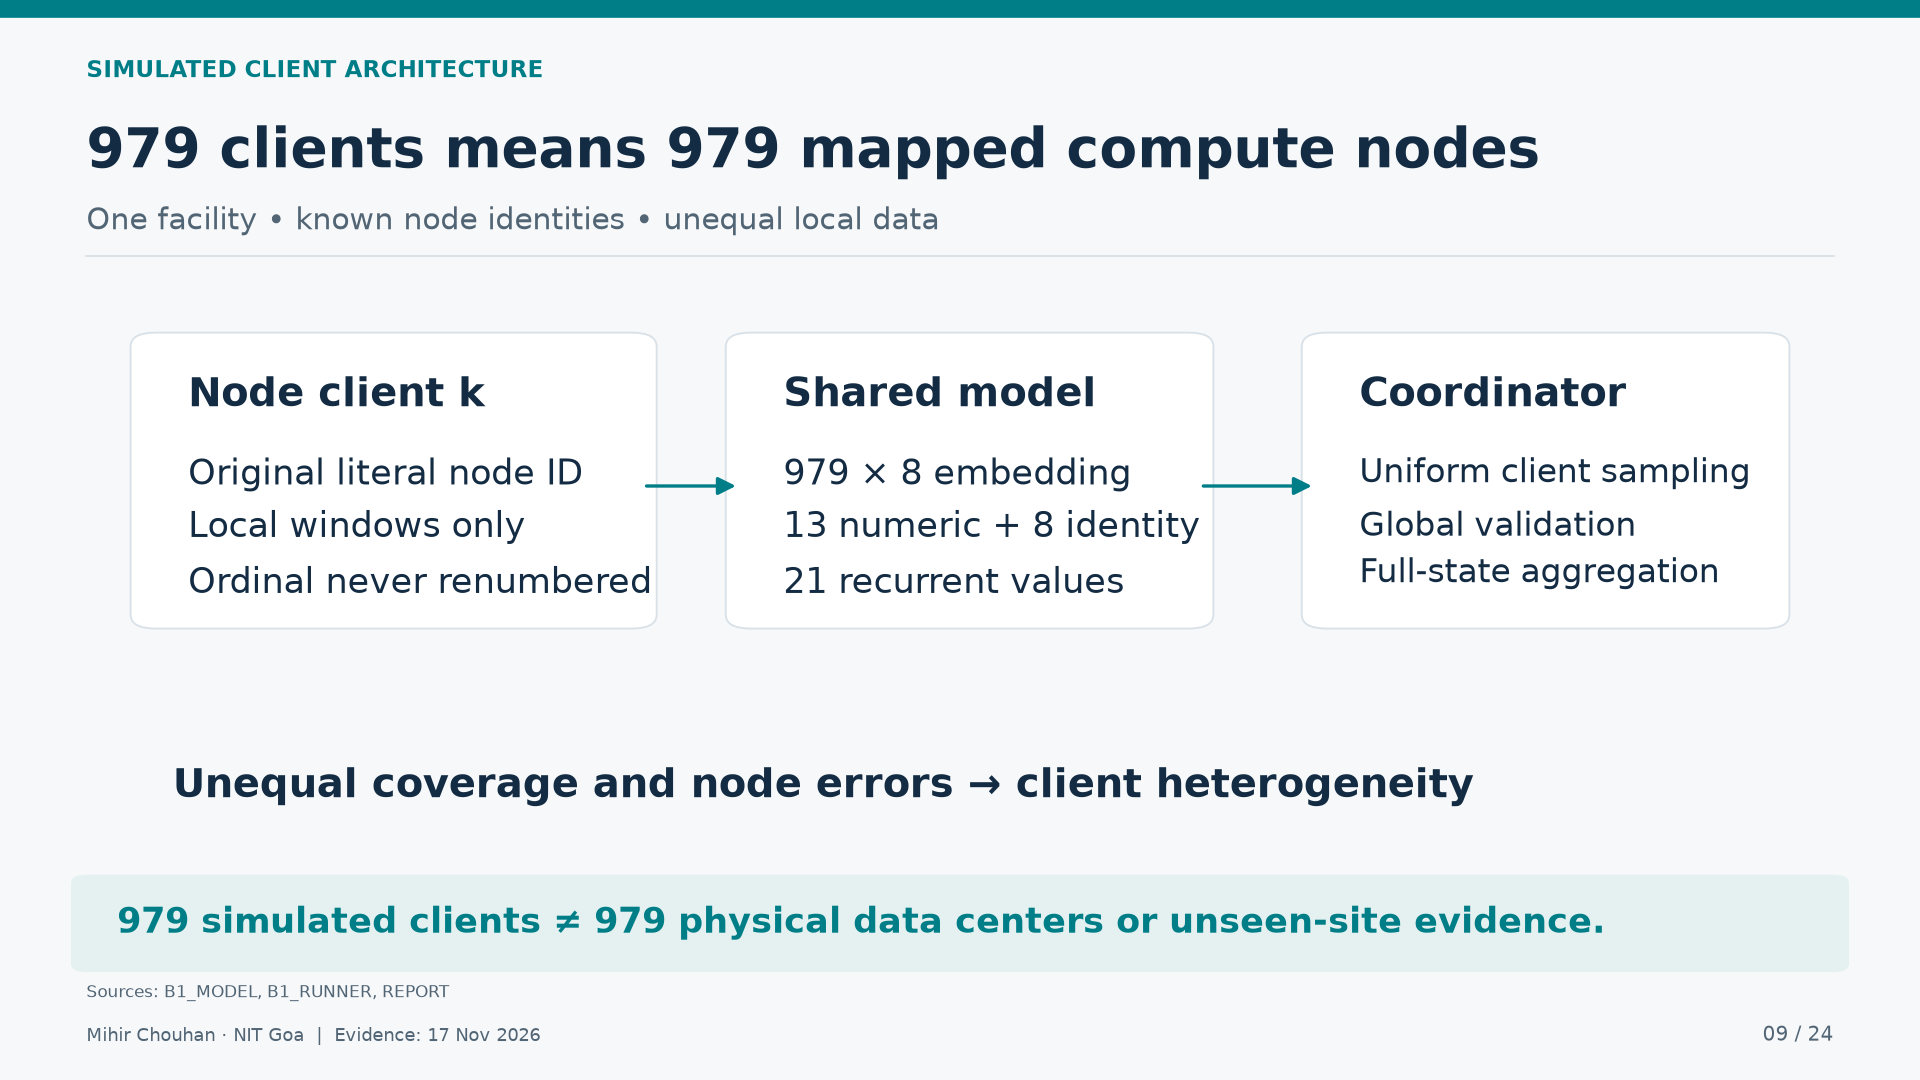 SIMULATED CLIENT ARCHITECTURE
979 clients means 979 mapped compute nodes
One facility • known node identities • unequal local data
Node client k
Original literal node ID
Local windows only
Ordinal never renumbered
Shared model
979 × 8 embedding
13 numeric + 8 identity
21 recurrent values
Coordinator
Uniform client sampling
Global validation
Full-state aggregation
Unequal coverage and node errors → client heterogeneity
979 simulated clients ≠ 979 physical data centers or unseen-site evidence.
Sources: B1_MODEL, B1_RUNNER, REPORT
Mihir Chouhan · NIT Goa | Evidence: 17 Nov 2026
09 / 24